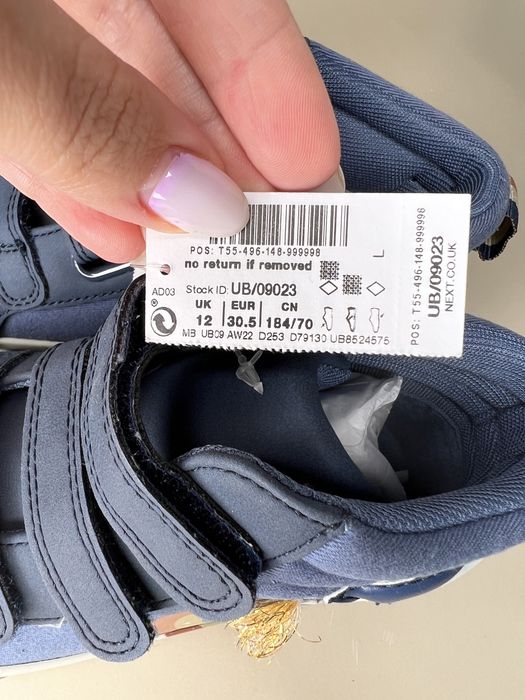 POS: T55-496-148-999998
no return if removed
L
AD03
Stock ID: UB/09023
UK EUR CN
12 30.5 184/70
MB UB09 AW22 D253 D79130 UB8524575
POS: T55-496-148-999998
UB/09023
NEXT.CO.UK